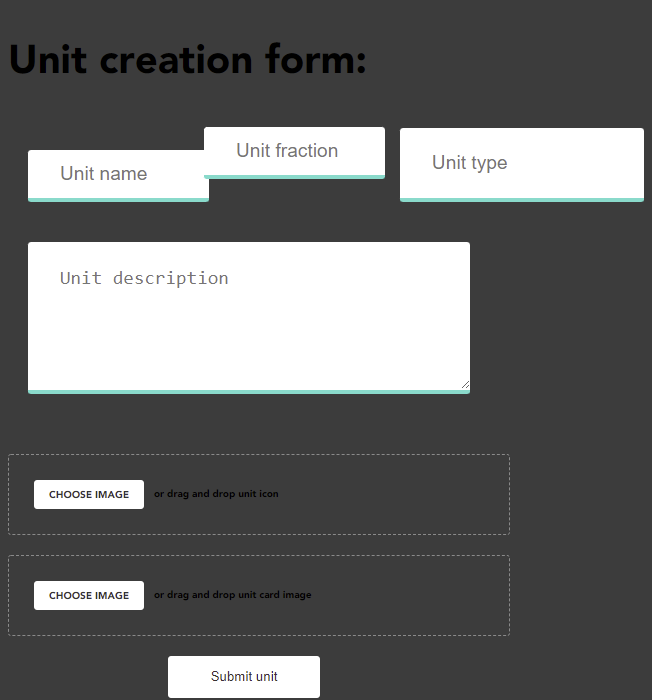 Unit creation form:
Unit name
Unit fraction
Unit type
Unit description
CHOOSE IMAGE or drag and drop unit icon
CHOOSE IMAGE or drag and drop unit card image
Submit unit